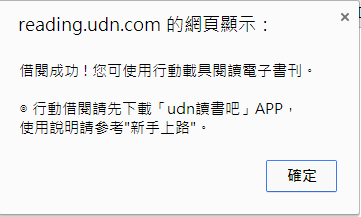 reading.udn.com 的網頁顯示：
借閱成功！您可使用行動載具閱讀電子書刊。
⊙ 行動借閱請先下載「udn讀書吧」APP，
使用說明請參考"新手上路"。
確定